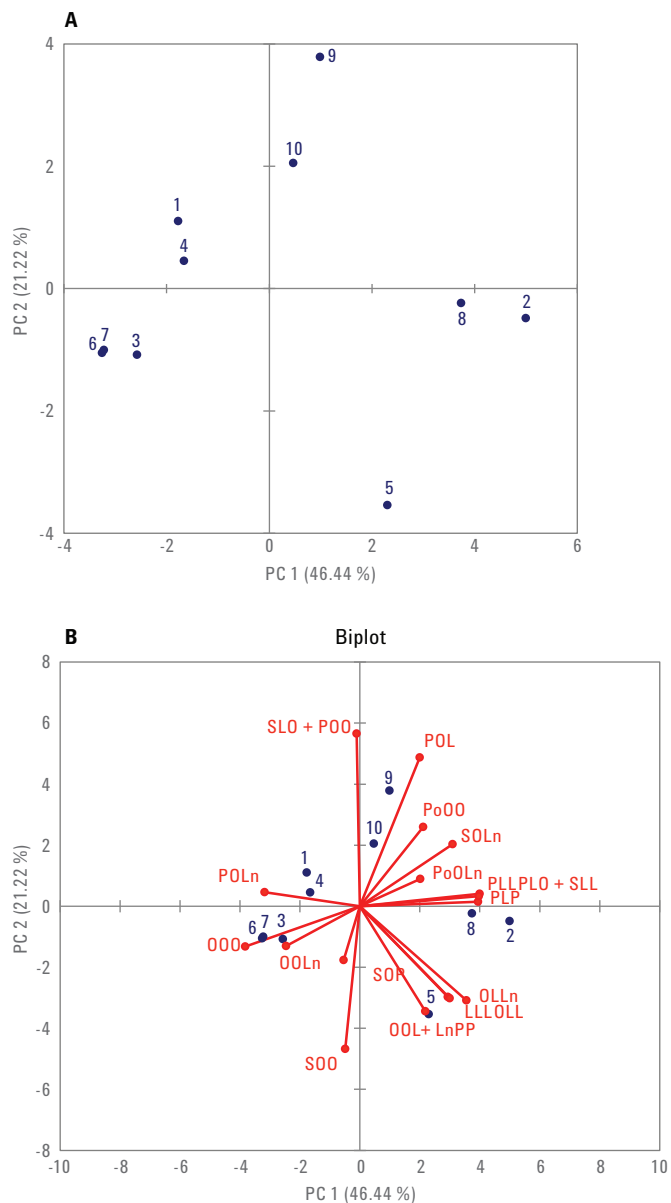 A
4
9
10
2
1
4
PC 2 (21.22 %)
0
2
8
7
6
3
-2
5
-4
-4
-2
0
2
4
6
PC 1 (46.44 %)
B
Biplot
8
6
SLO + POO
POL
9
4
PoOO
10
SOLn
2
1
PoOLn
POLn
4
PLLPLO + SLL
PC 2 (21.22 %)
0
PLP
7
3
6
8
2
OOO
OOLn
-2
SOP
5
OLLn
LLLOLL
-4
OOL+ LnPP
SOO
-6
-8
-10
-8
-6
-4
-2
0
2
4
6
8
10
PC 1 (46.44 %)